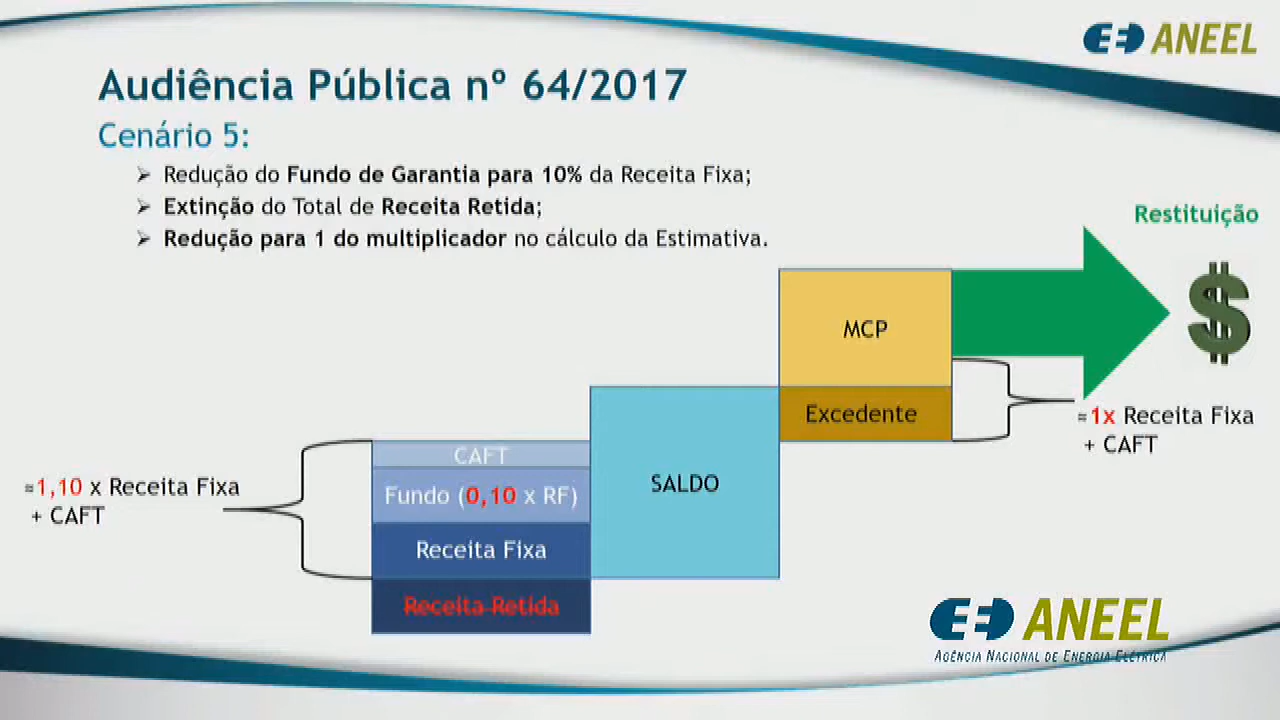 ANEEL
Audiência Pública nº 64/2017
Cenário 5:
➢ Redução do Fundo de Garantia para 10% da Receita Fixa;
➢ Extinção do Total de Receita Retida;
➢ Redução para 1 do multiplicador no cálculo da Estimativa.
Restituição
$
MCP
Excedente
≈1x Receita Fixa
+ CAFT
CAFT
Fundo (0,10 x RF)
SALDO
≈1,10 x Receita Fixa
+ CAFT
Receita Fixa
Receita Retida
ANEEL
AGÊNCIA NACIONAL DE ENERGIA ELÉTRICA